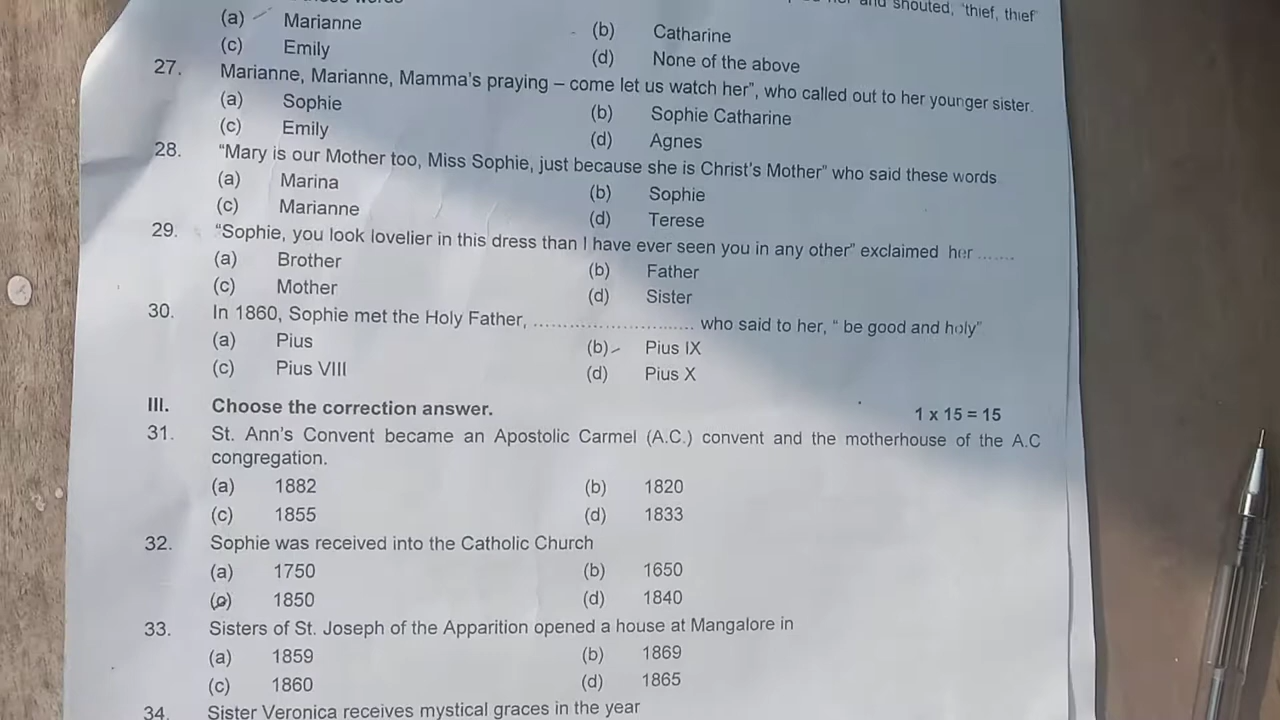 and shouted, 'thief, thief'
(a) Marianne (b) Catharine
(c) Emily (d) None of the above
27. Marianne, Marianne, Mamma's praying – come let us watch her", who called out to her younger sister.
(a) Sophie (b) Sophie Catharine
(c) Emily (d) Agnes
28. "Mary is our Mother too, Miss Sophie, just because she is Christ's Mother" who said these words
(a) Marina (b) Sophie
(c) Marianne (d) Terese
29. "Sophie, you look lovelier in this dress than I have ever seen you in any other" exclaimed her .......
(a) Brother (b) Father
(c) Mother (d) Sister
30. In 1860, Sophie met the Holy Father, ............................ who said to her, " be good and holy"
(a) Pius (b) Pius IX
(c) Pius VIII (d) Pius X
III. Choose the correction answer. 1 x 15 = 15
31. St. Ann's Convent became an Apostolic Carmel (A.C.) convent and the motherhouse of the A.C
congregation.
(a) 1882 (b) 1820
(c) 1855 (d) 1833
32. Sophie was received into the Catholic Church
(a) 1750 (b) 1650
(c) 1850 (d) 1840
33. Sisters of St. Joseph of the Apparition opened a house at Mangalore in
(a) 1859 (b) 1869
(c) 1860 (d) 1865
34. Sister Veronica receives mystical graces in the year